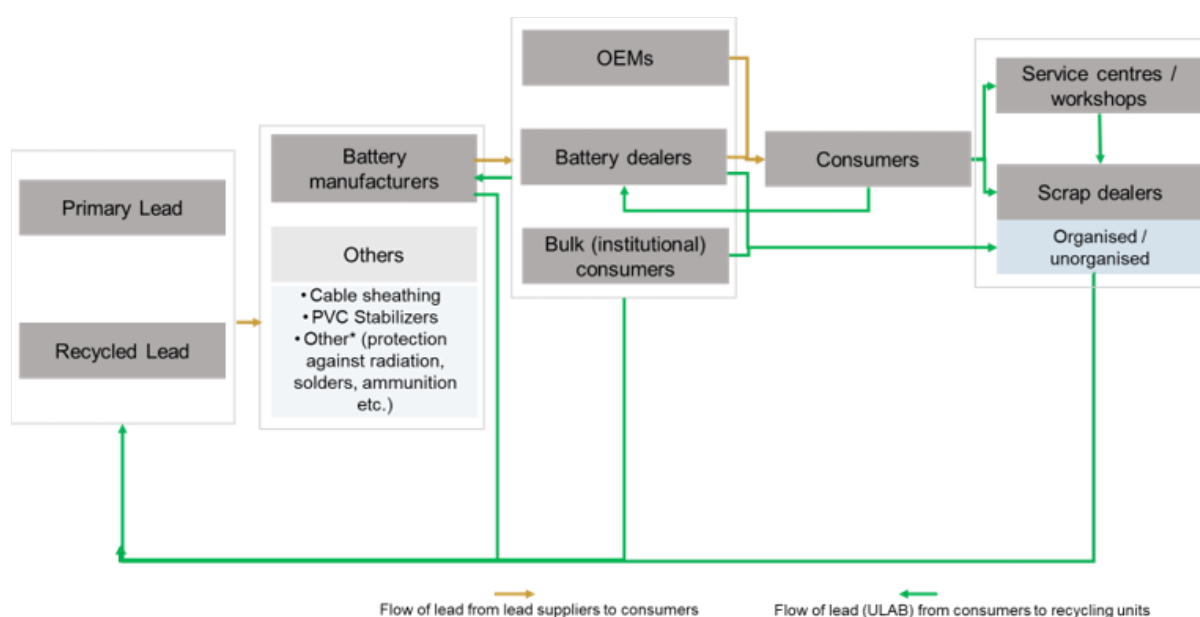 Primary Lead
Recycled Lead
Battery
manufacturers
Others
• Cable sheathing
• PVC Stabilizers
• Other* (protection
against radiation,
solders, ammunition
etc.)
OEMs
Battery dealers
Bulk (institutional)
consumers
Consumers
Service centres /
workshops
Scrap dealers
Organised /
unorganised
Flow of lead from lead suppliers to consumers
Flow of lead (ULAB) from consumers to recycling units